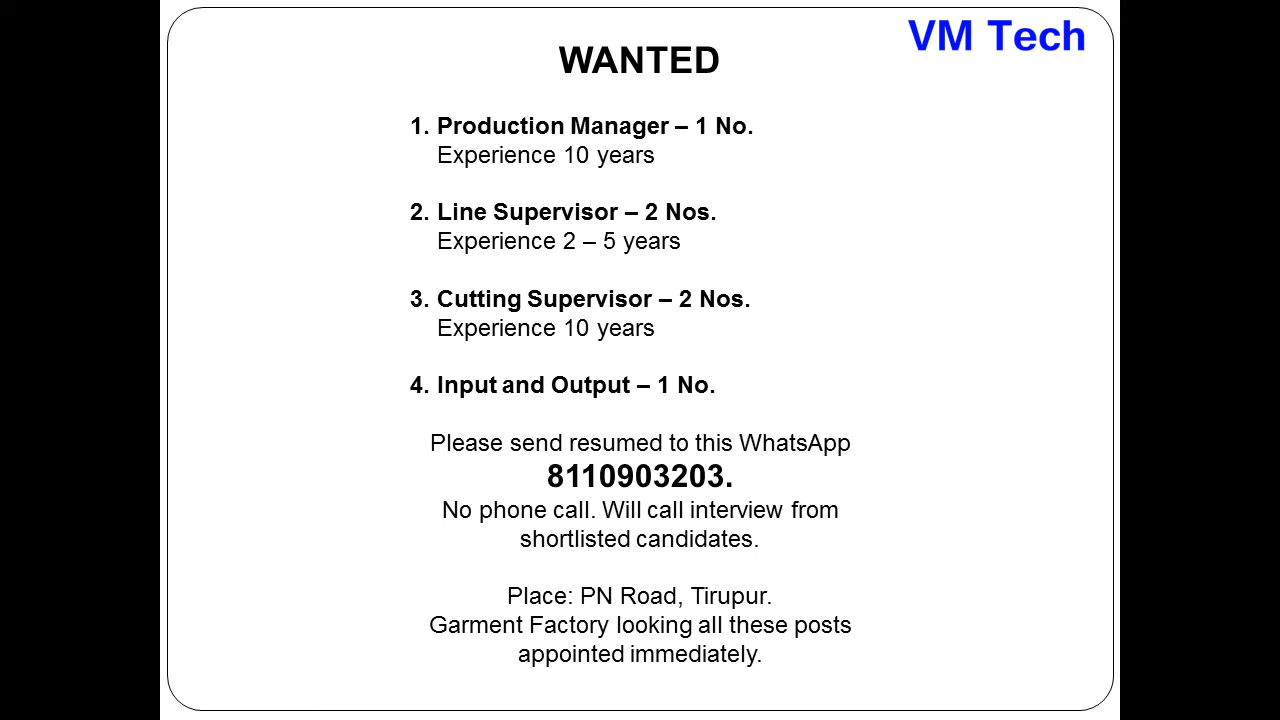 VM Tech
WANTED
1. Production Manager – 1 No.
Experience 10 years
2. Line Supervisor – 2 Nos.
Experience 2 – 5 years
3. Cutting Supervisor – 2 Nos.
Experience 10 years
4. Input and Output – 1 No.
Please send resumed to this WhatsApp
8110903203.
No phone call. Will call interview from
shortlisted candidates.
Place: PN Road, Tirupur.
Garment Factory looking all these posts
appointed immediately.